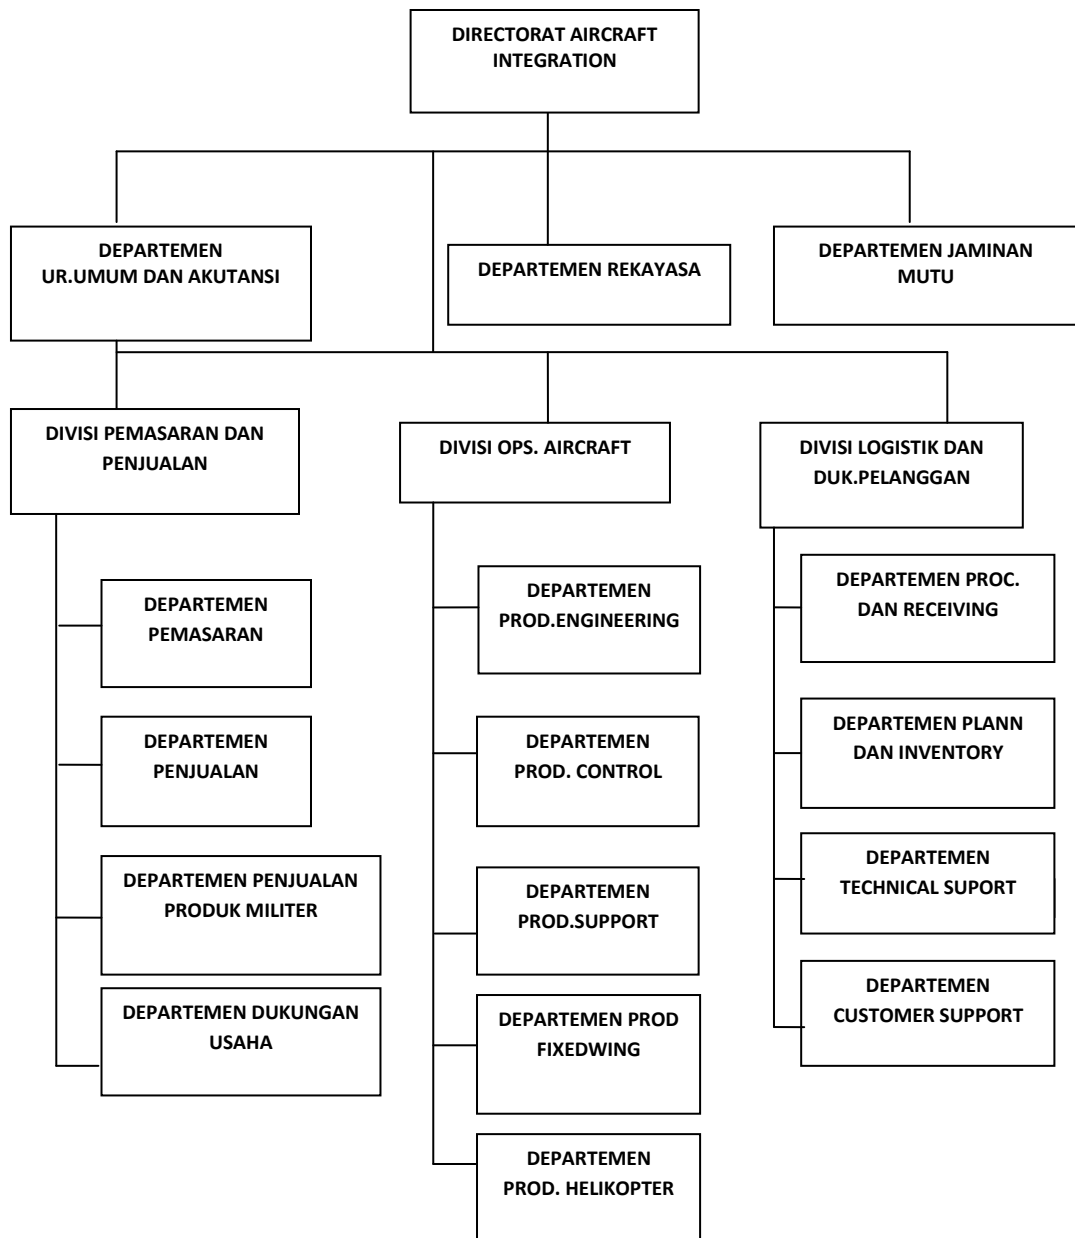 DIRECTORAT AIRCRAFT
INTEGRATION
DEPARTEMEN
UR.UMUM DAN AKUTANSI
DEPARTEMEN REKAYASA
DEPARTEMEN JAMINAN
MUTU
DIVISI PEMASARAN DAN
PENJUALAN
DIVISI OPS. AIRCRAFT
DIVISI LOGISTIK DAN
DUK.PELANGGAN
DEPARTEMEN
PEMASARAN
DEPARTEMEN
PENJUALAN
DEPARTEMEN PENJUALAN
PRODUK MILITER
DEPARTEMEN DUKUNGAN
USAHA
DEPARTEMEN
PROD.ENGINEERING
DEPARTEMEN
PROD. CONTROL
DEPARTEMEN
PROD.SUPPORT
DEPARTEMEN PROD
FIXEDWING
DEPARTEMEN
PROD. HELIKOPTER
DEPARTEMEN PROC.
DAN RECEIVING
DEPARTEMEN PLANN
DAN INVENTORY
DEPARTEMEN
TECHNICAL SUPORT
DEPARTEMEN
CUSTOMER SUPPORT